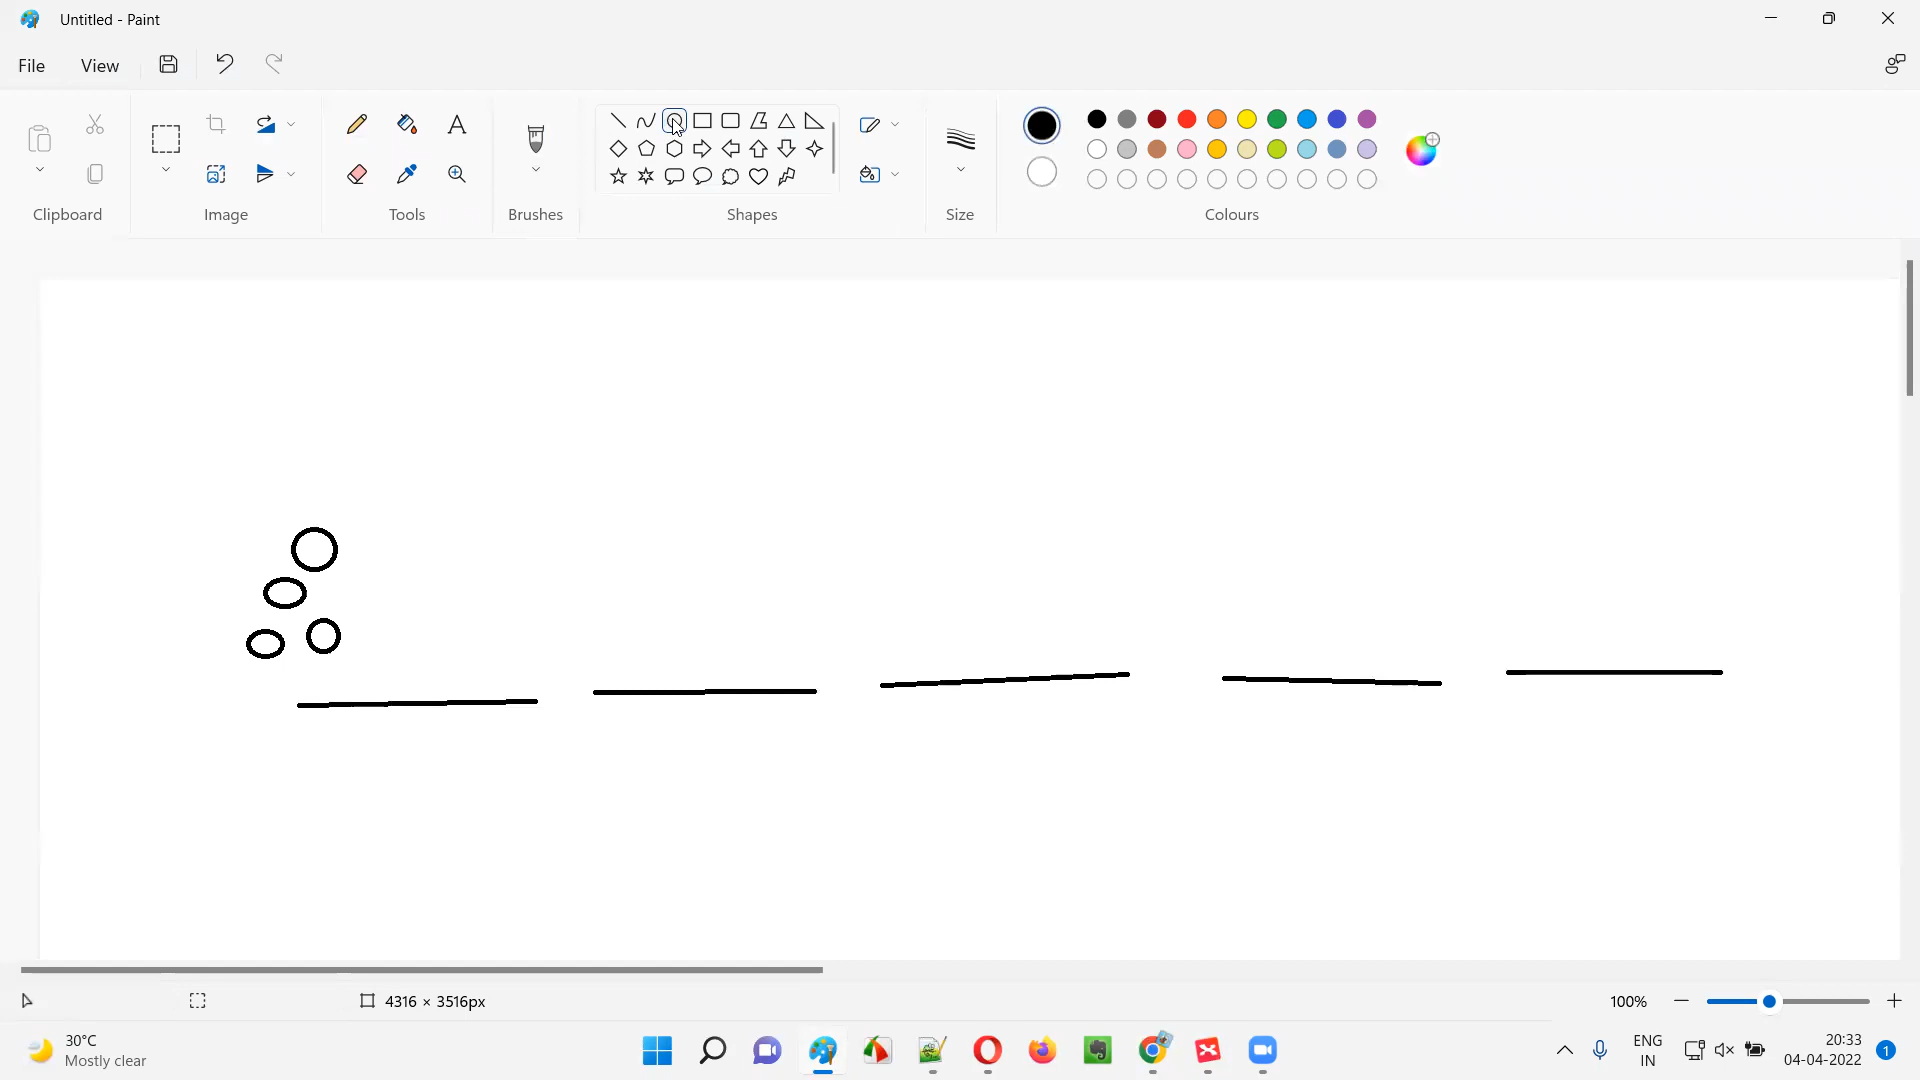 Untitled - Paint
File View
Clipboard
Image
Tools
Brushes
Shapes
Size
Colours
4316 × 3516px
100%
30°C
Mostly clear
ENG
IN
20:33
04-04-2022
1